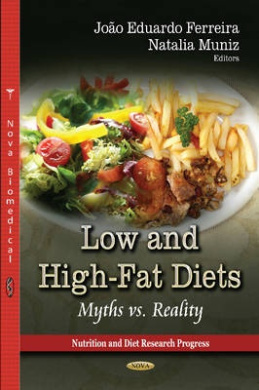 João Eduardo Ferreira
Natalia Muniz
Editors
Nova Biomedical
Low and
High-Fat Diets
Myths vs. Reality
Nutrition and Diet Research Progress
NOVA